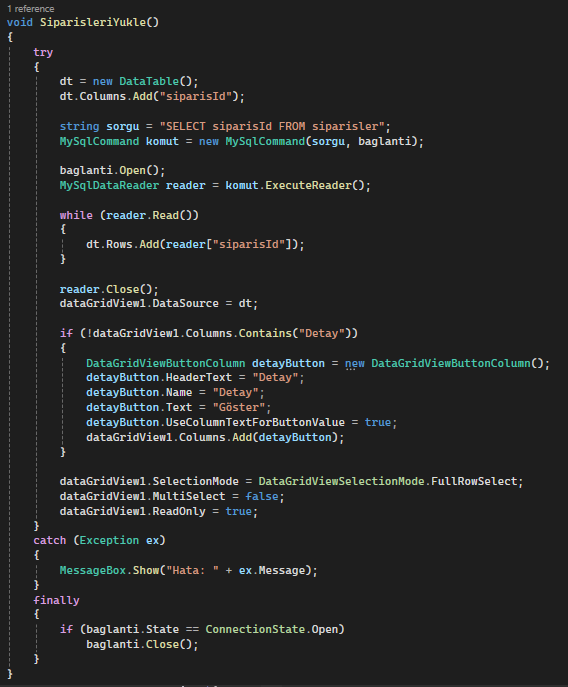 1 reference
void SiparisleriYukle()
{
    try
    {
        dt = new DataTable();
        dt.Columns.Add("siparisId");

        string sorgu = "SELECT siparisId FROM siparisler";
        MySqlCommand komut = new MySqlCommand(sorgu, baglanti);

        baglanti.Open();
        MySqlDataReader reader = komut.ExecuteReader();

        while (reader.Read())
        {
            dt.Rows.Add(reader["siparisId"]);
        }

        reader.Close();
        dataGridView1.DataSource = dt;

        if (!dataGridView1.Columns.Contains("Detay"))
        {
            DataGridViewButtonColumn detayButton = new DataGridViewButtonColumn();
            detayButton.HeaderText = "Detay";
            detayButton.Name = "Detay";
            detayButton.Text = "Göster";
            detayButton.UseColumnTextForButtonValue = true;
            dataGridView1.Columns.Add(detayButton);
        }

        dataGridView1.SelectionMode = DataGridViewSelectionMode.FullRowSelect;
        dataGridView1.MultiSelect = false;
        dataGridView1.ReadOnly = true;
    }
    catch (Exception ex)
    {
        MessageBox.Show("Hata: " + ex.Message);
    }
    finally
    {
        if (baglanti.State == ConnectionState.Open)
            baglanti.Close();
    }
}